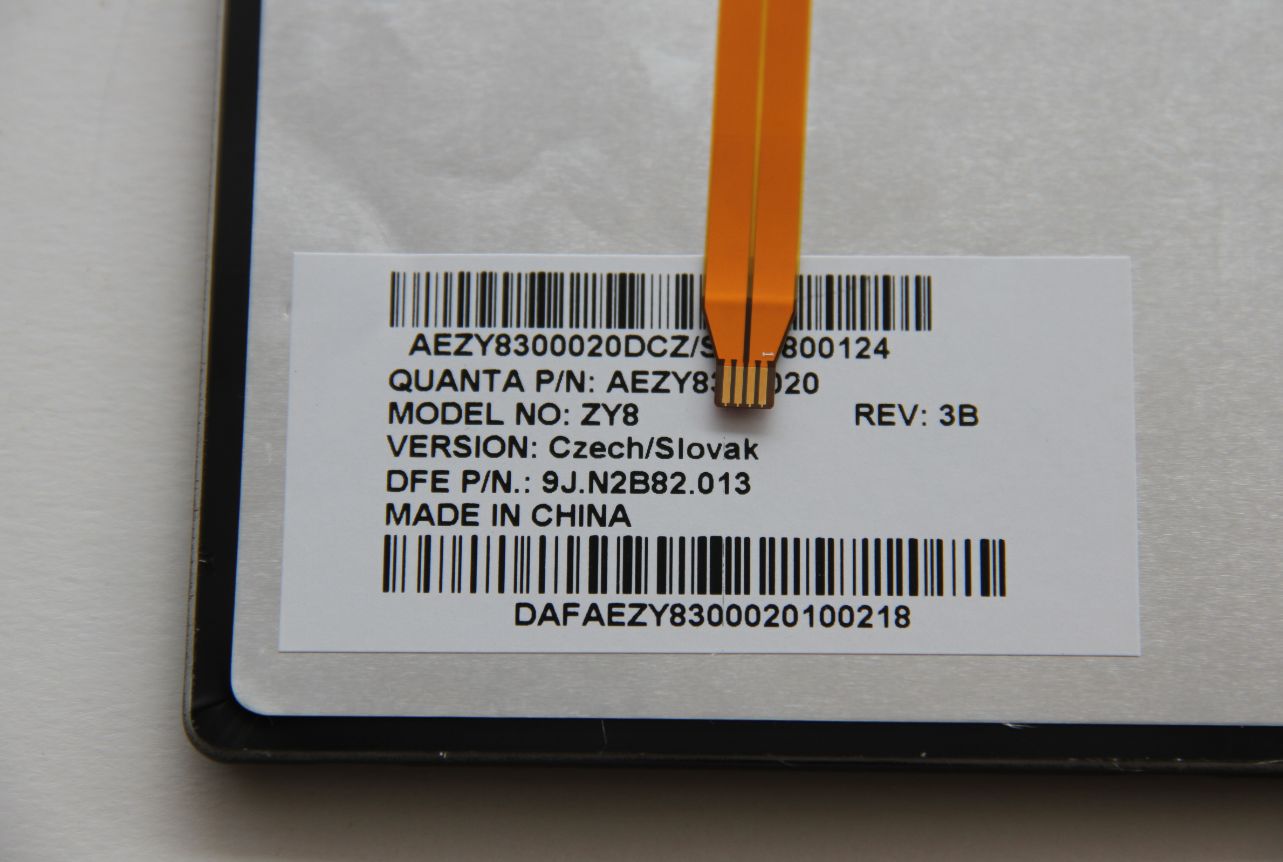 AEZY8300020DCZ/S 800124
QUANTA P/N: AEZY83 020
MODEL NO: ZY8 REV: 3B
VERSION: Czech/Slovak
DFE P/N.: 9J.N2B82.013
MADE IN CHINA
DAFAEZY8300020100218